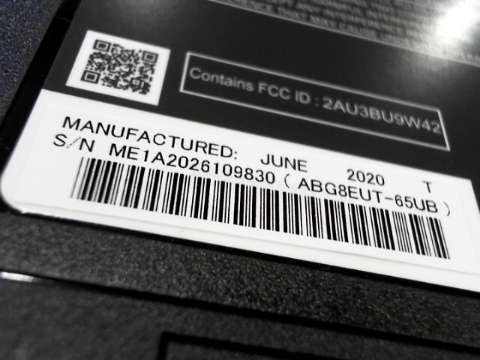 Contains FCC ID : 2AU3BU9W42
MANUFACTURED: JUNE 2020 T
S/N ME1A2026109830 ( ABG8EUT-65UB )